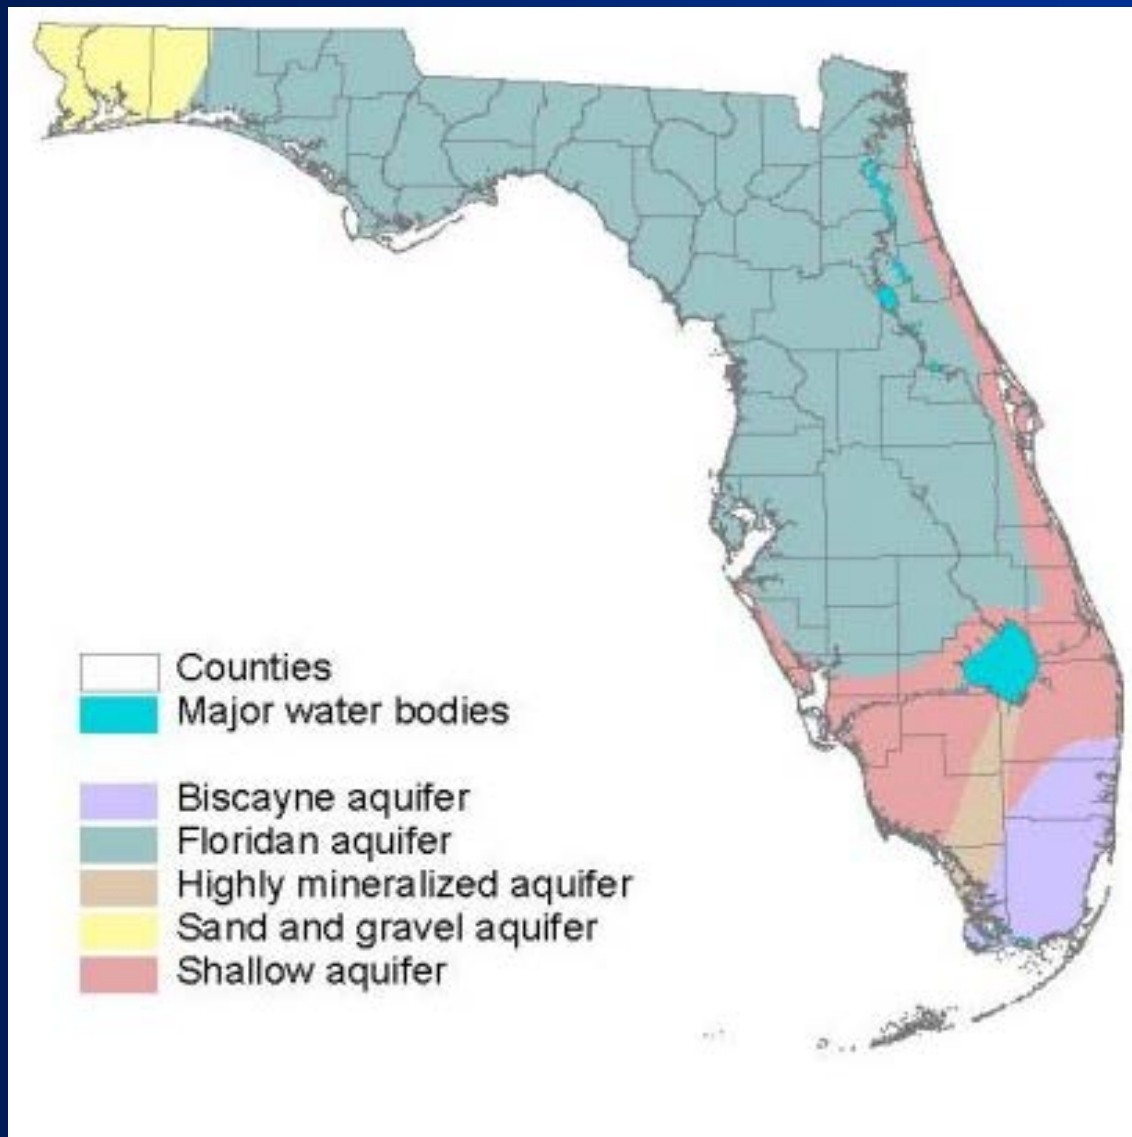 Counties
Major water bodies
Biscayne aquifer
Floridan aquifer
Highly mineralized aquifer
Sand and gravel aquifer
Shallow aquifer